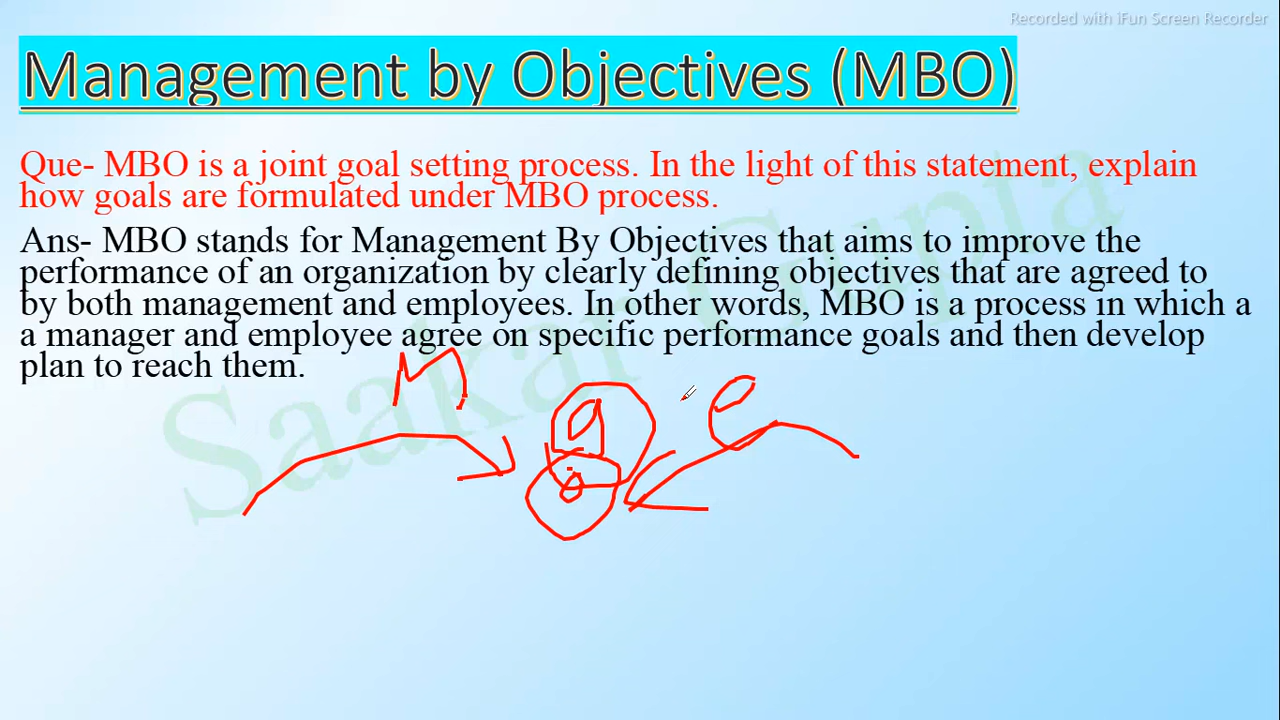 Recorded with iFun Screen Recorder
Management by Objectives (MBO)
Que- MBO is a joint goal setting process. In the light of this statement, explain
how goals are formulated under MBO process.
Ans- MBO stands for Management By Objectives that aims to improve the
performance of an organization by clearly defining objectives that are agreed to
by both management and employees. In other words, MBO is a process in which a
a manager and employee agree on specific performance goals and then develop
plan to reach them.
Saakar Gupta
M
e